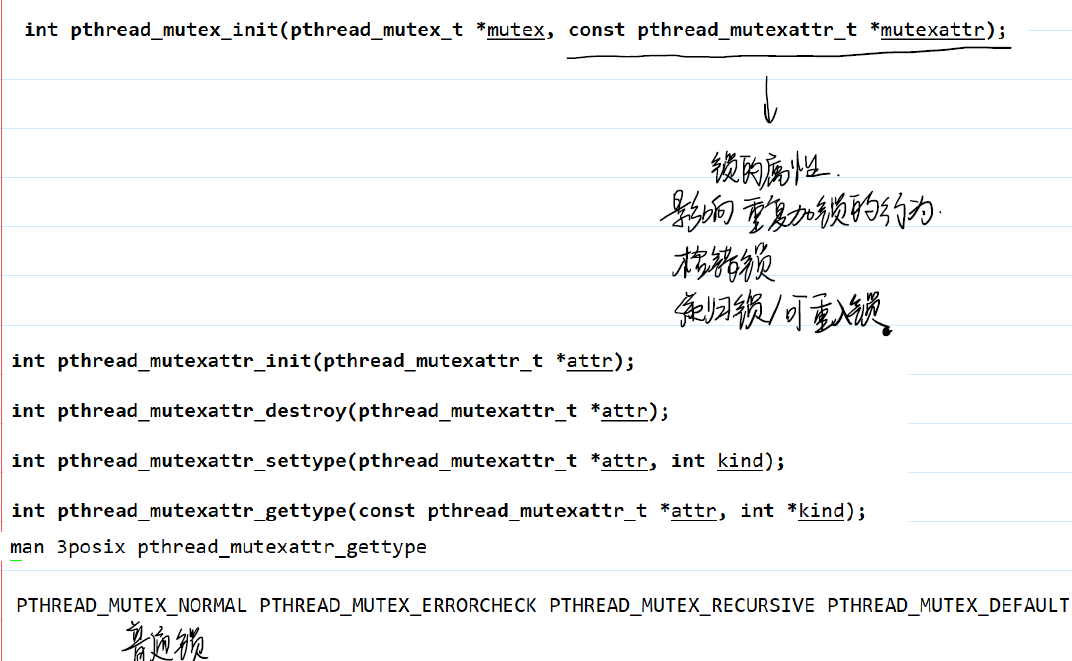 int pthread_mutex_init(pthread_mutex_t *mutex, const pthread_mutexattr_t *mutexattr);
锁的属性.
影响重复加锁的行为.
检错锁
递归锁/可重入锁。
int pthread_mutexattr_init(pthread_mutexattr_t *attr);
int pthread_mutexattr_destroy(pthread_mutexattr_t *attr);
int pthread_mutexattr_settype(pthread_mutexattr_t *attr, int kind);
int pthread_mutexattr_gettype(const pthread_mutexattr_t *attr, int *kind);
man 3posix pthread_mutexattr_gettype
PTHREAD_MUTEX_NORMAL PTHREAD_MUTEX_ERRORCHECK PTHREAD_MUTEX_RECURSIVE PTHREAD_MUTEX_DEFAULT
普通锁